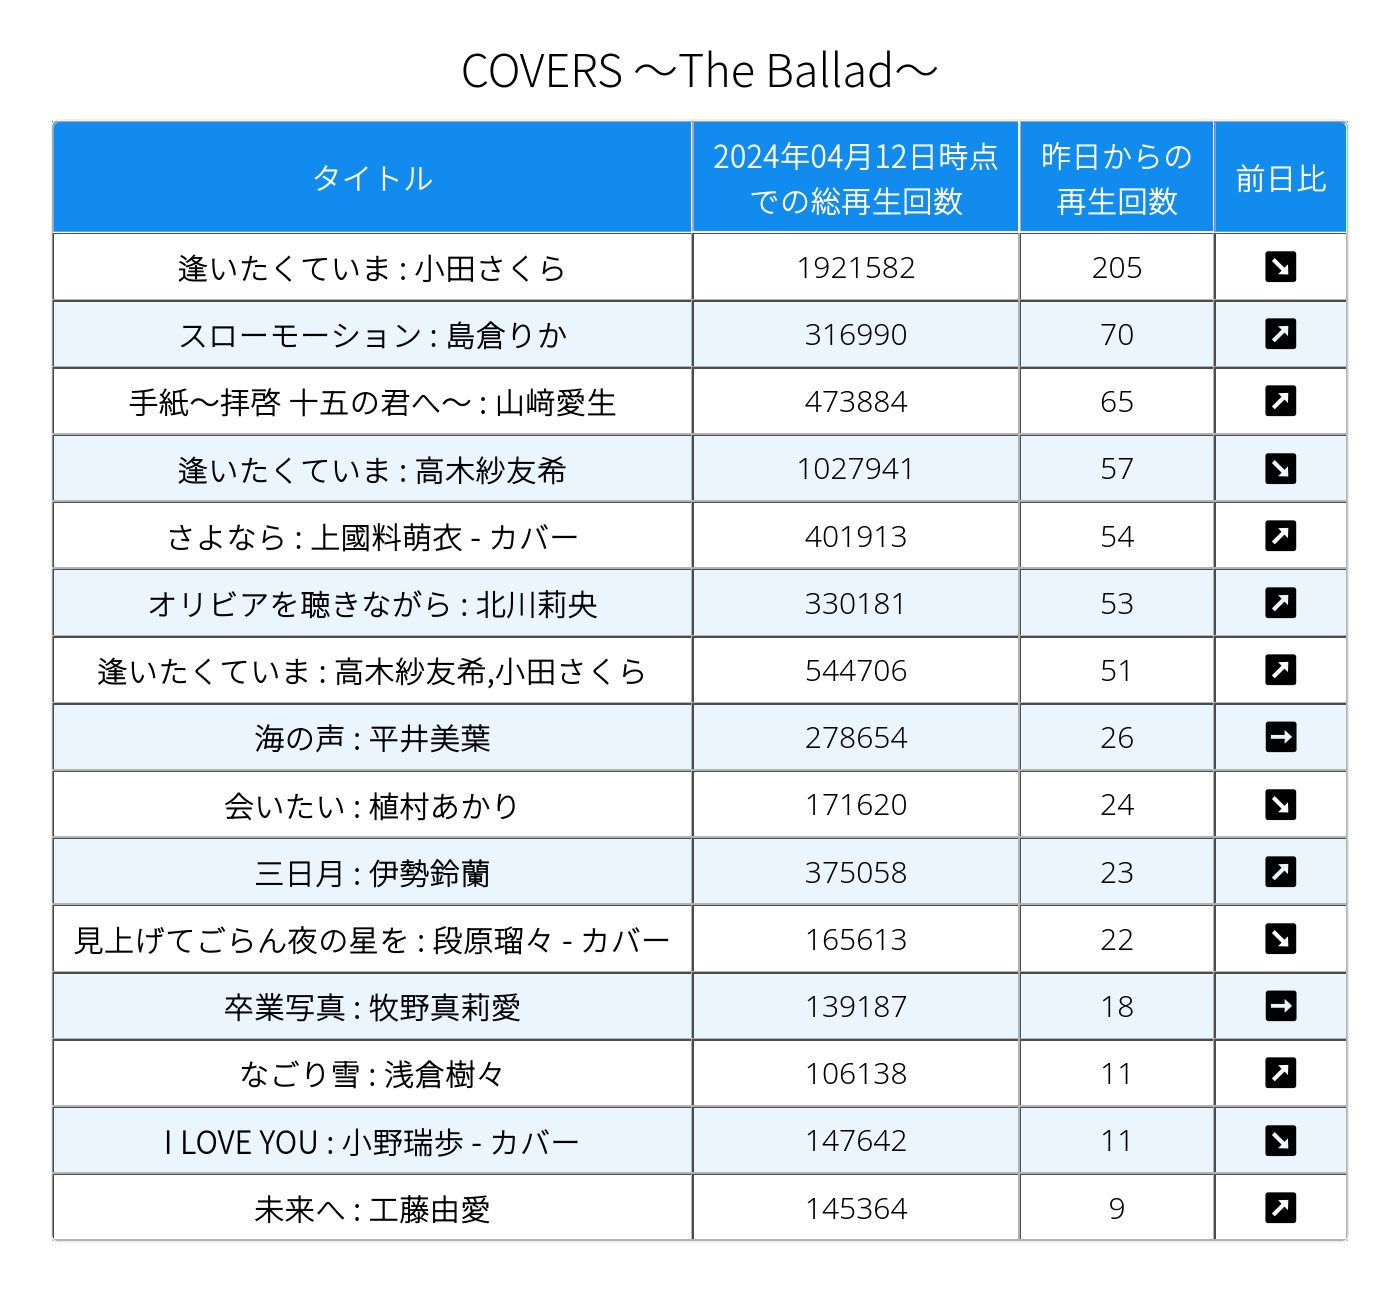 COVERS ～The Ballad～
タイトル
2024年04月12日時点
での総再生回数
昨日からの
再生回数
前日比
逢いたくていま : 小田さくら 1921582 205 ↘
スローモーション : 島倉りか 316990 70 ↗
手紙～拝啓 十五の君へ～ : 山﨑愛生 473884 65 ↗
逢いたくていま : 高木紗友希 1027941 57 ↘
さよなら : 上國料萌衣 - カバー 401913 54 ↗
オリビアを聴きながら : 北川莉央 330181 53 ↗
逢いたくていま : 高木紗友希,小田さくら 544706 51 ↗
海の声 : 平井美葉 278654 26 →
会いたい : 植村あかり 171620 24 ↘
三日月 : 伊勢鈴蘭 375058 23 ↗
見上げてごらん夜の星を : 段原瑠々 - カバー 165613 22 ↘
卒業写真 : 牧野真莉愛 139187 18 →
なごり雪 : 浅倉樹々 106138 11 ↗
I LOVE YOU : 小野瑞歩 - カバー 147642 11 ↘
未来へ : 工藤由愛 145364 9 ↗